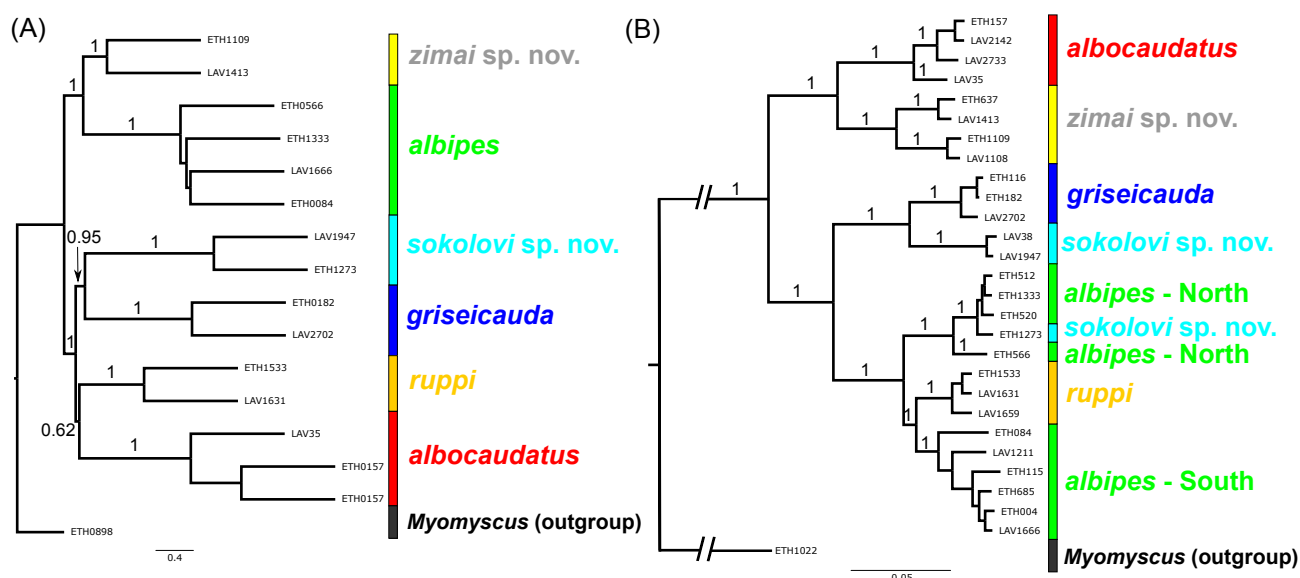 (A)
1
ETH1109
LAV1413
zimai sp. nov.
1
1
ETH0566
ETH1333
LAV1666
ETH0084
albipes
0.95
1
LAV1947
ETH1273
sokolovi sp. nov.
1
ETH0182
LAV2702
griseicauda
1
1
ETH1533
LAV1631
ruppi
0.62
1
LAV35
ETH0157
ETH0157
albocaudatus
ETH0898
Myomyscus (outgroup)
0.4
(B)
1
1
1
ETH157
LAV2142
LAV2733
LAV35
albocaudatus
1
1
1
1
ETH637
LAV1413
ETH1109
LAV1108
zimai sp. nov.
1
1
ETH116
ETH182
LAV2702
griseicauda
1
LAV38
LAV1947
sokolovi sp. nov.
1
1
ETH512
ETH1333
ETH520
albipes - North
ETH1273
sokolovi sp. nov.
1
ETH566
albipes - North
1
1
ETH1533
LAV1631
LAV1659
ruppi
1
1
ETH084
LAV1211
ETH115
ETH685
ETH004
LAV1666
albipes - South
ETH1022
Myomyscus (outgroup)
0.05